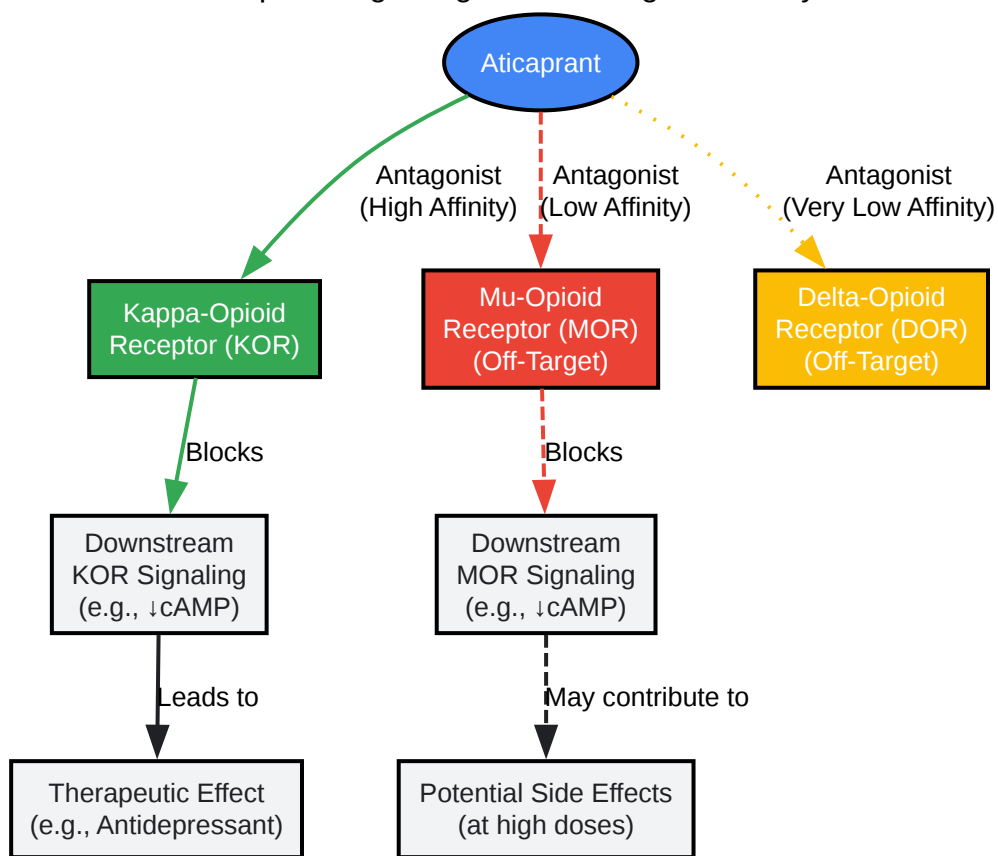 Aticaprant
Antagonist
(High Affinity)
Antagonist
(Low Affinity)
Antagonist
(Very Low Affinity)
Kappa-Opioid
Receptor (KOR)
Mu-Opioid
Receptor (MOR)
(Off-Target)
Delta-Opioid
Receptor (DOR)
(Off-Target)
Blocks
Blocks
Downstream
KOR Signaling
(e.g., ↓cAMP)
Downstream
MOR Signaling
(e.g., ↓cAMP)
Leads to
May contribute to
Therapeutic Effect
(e.g., Antidepressant)
Potential Side Effects
(at high doses)